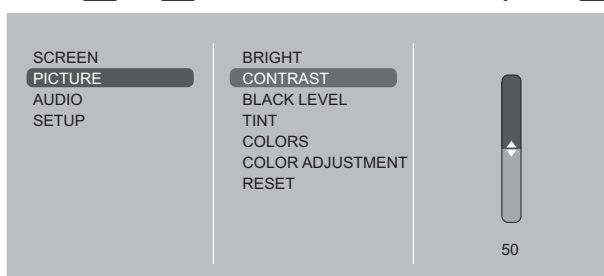 SCREEN
PICTURE
AUDIO
SETUP
BRIGHT
CONTRAST
BLACK LEVEL
TINT
COLORS
COLOR ADJUSTMENT
RESET
50